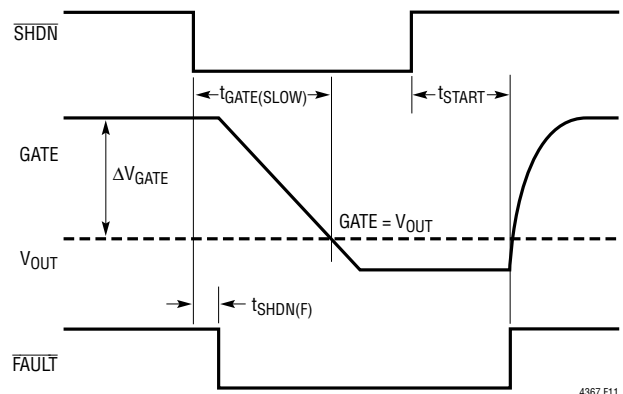 SHDN
tGATE(SLOW)
tSTART
GATE
ΔVGATE
GATE = VOUT
VOUT
tSHDN(F)
FAULT
4367 F11